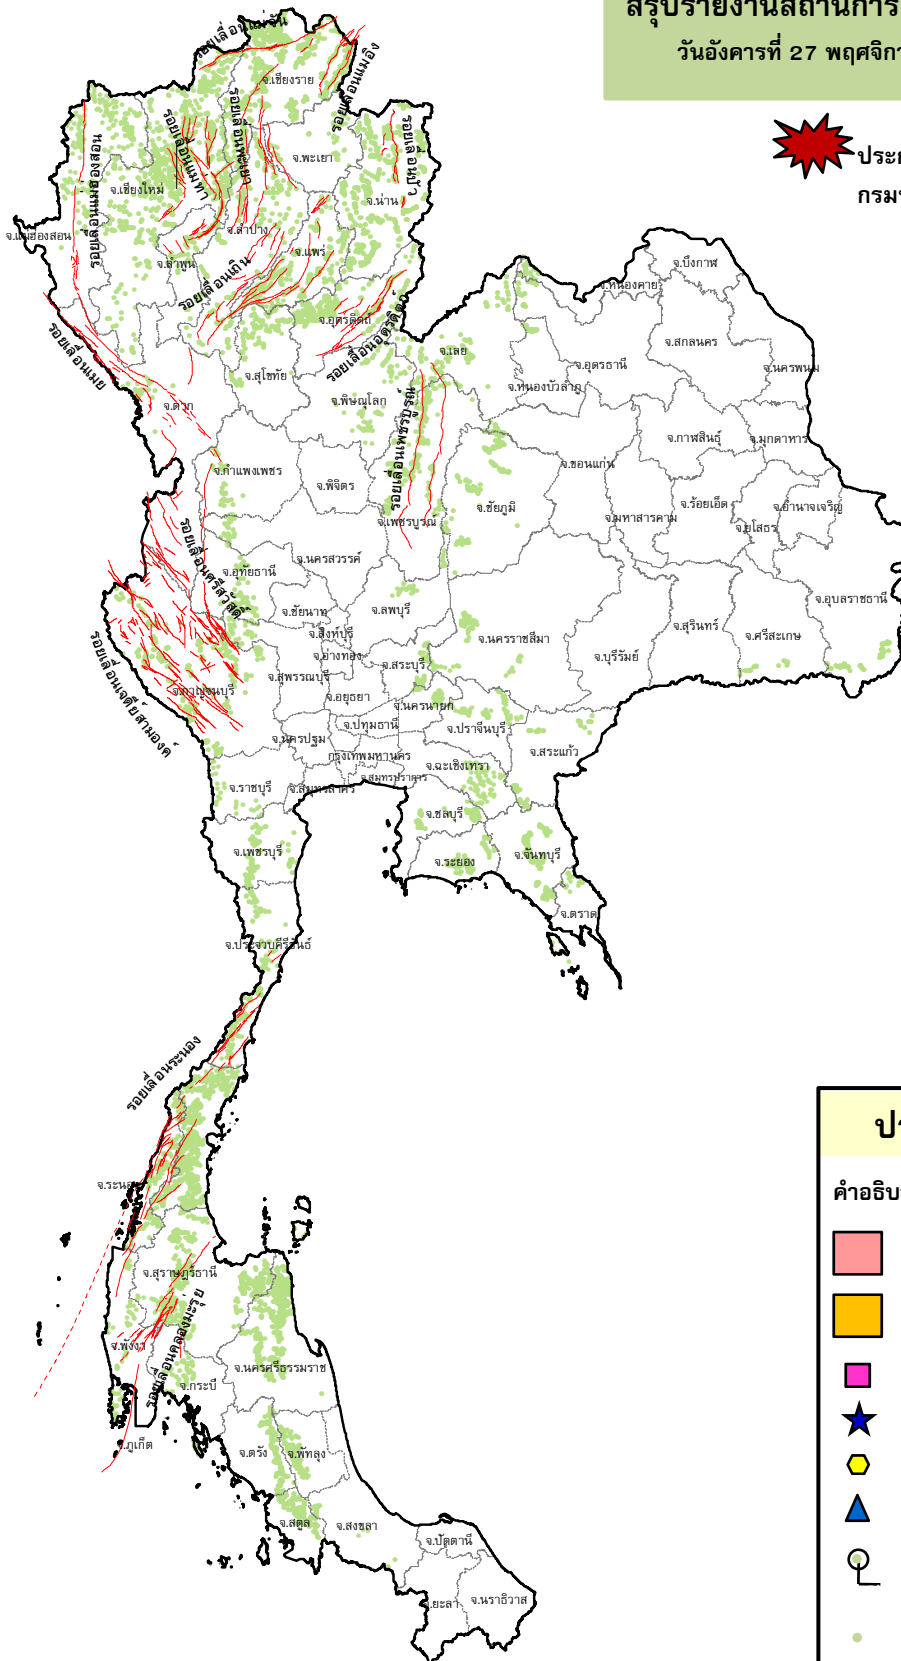 สรุปรายงานสถานการ
วันอังคารที่ 27 พฤศจิกา
ประก
กรมท
รอยเลื่อนแม่จัน
จ.เชียงราย
รอยเลื่อนแม่อิง
รอยเลื่อนแม่ฮ่องสอน
รอยเลื่อนแม่ทา
รอยเลื่อนพะเยา
จ.พะเยา
รอยเลื่อนปัว
จ.เชียงใหม่
จ.น่าน
จ.แม่ฮ่องสอน
จ.ลำปาง
จ.แพร่
จ.ลำพูน
รอยเลื่อนเถิน
จ.อุตรดิตถ์
รอยเลื่อนอุตรดิตถ์
รอยเลื่อนเมย
จ.สุโขทัย
จ.ตาก
จ.พิษณุโลก
จ.เลย
จ.บึงกาฬ
จ.หนองคาย
จ.สกลนคร
จ.นครพนม
จ.อุดรธานี
จ.หนองบัวลำภู
รอยเลื่อนเพชรบูรณ์
จ.กาฬสินธุ์
จ.มุกดาหาร
จ.กำแพงเพชร
จ.พิจิตร
จ.ขอนแก่น
จ.ชัยภูมิ
จ.เพชรบูรณ์
จ.มหาสารคาม
จ.ร้อยเอ็ด
จ.ยโสธร
จ.อำนาจเจริญ
รอยเลื่อนศรีสวัสดิ์
จ.นครสวรรค์
จ.อุทัยธานี
จ.ชัยนาท
จ.ลพบุรี
จ.สิงห์บุรี
จ.อ่างทอง
จ.สระบุรี
จ.นครราชสีมา
จ.บุรีรัมย์
จ.สุรินทร์
จ.ศรีสะเกษ
จ.อุบลราชธานี
รอยเลื่อนเจดีย์สามองค์
จ.กาญจนบุรี
จ.สุพรรณบุรี
จ.อยุธยา
จ.นครนายก
จ.ปทุมธานี
จ.ปราจีนบุรี
จ.นครปฐม
กรุงเทพมหานคร
จ.ฉะเชิงเทรา
จ.สระแก้ว
จ.สมุทรปราการ
จ.ราชบุรี
จ.สมุทรสาคร
จ.ชลบุรี
จ.เพชรบุรี
จ.ระยอง
จ.จันทบุรี
จ.ตราด
จ.ประจวบคีรีขันธ์
รอยเลื่อนระนอง
จ.ระนอง
จ.สุราษฎร์ธานี
รอยเลื่อนคลองมะรุ่ย
จ.พังงา
จ.นครศรีธรรมราช
จ.กระบี่
จ.ภูเก็ต
จ.ตรัง
จ.พัทลุง
จ.สตูล
จ.สงขลา
จ.ปัตตานี
จ.ยะลา
จ.นราธิวาส
ปร
คำอธิบ